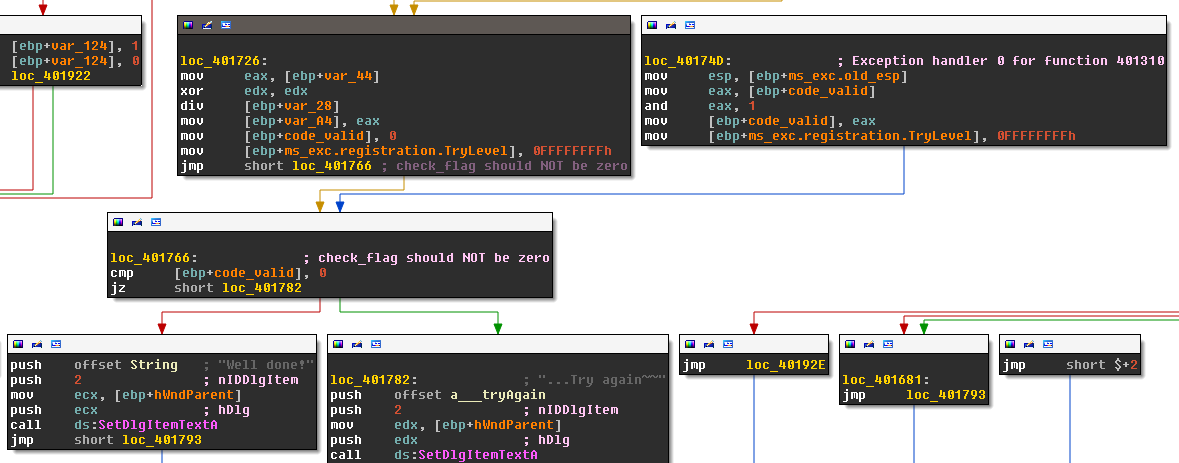 [ebp+var_124], 1
[ebp+var_124], 0
loc_401922
loc_401726:
mov eax, [ebp+var_44]
xor edx, edx
div [ebp+var_28]
mov [ebp+var_A4], eax
mov [ebp+code_valid], 0
mov [ebp+ms_exc.registration.TryLevel], 0FFFFFFFFh
jmp short loc_401766 ; check_flag should NOT be zero
loc_40174D: ; Exception handler 0 for function 401310
mov esp, [ebp+ms_exc.old_esp]
mov eax, [ebp+code_valid]
and eax, 1
mov [ebp+code_valid], eax
mov [ebp+ms_exc.registration.TryLevel], 0FFFFFFFFh
loc_401766: ; check_flag should NOT be zero
cmp [ebp+code_valid], 0
jz short loc_401782
push offset String ; "Well done!"
push 2 ; nIDDlgItem
mov ecx, [ebp+hWndParent]
push ecx ; hDlg
call ds:SetDlgItemTextA
jmp short loc_401793
loc_401782: ; "...Try again~~"
push offset a___tryAgain
push 2 ; nIDDlgItem
mov edx, [ebp+hWndParent]
push edx ; hDlg
call ds:SetDlgItemTextA
jmp loc_40192E
loc_401681:
jmp loc_401793
jmp short $+2